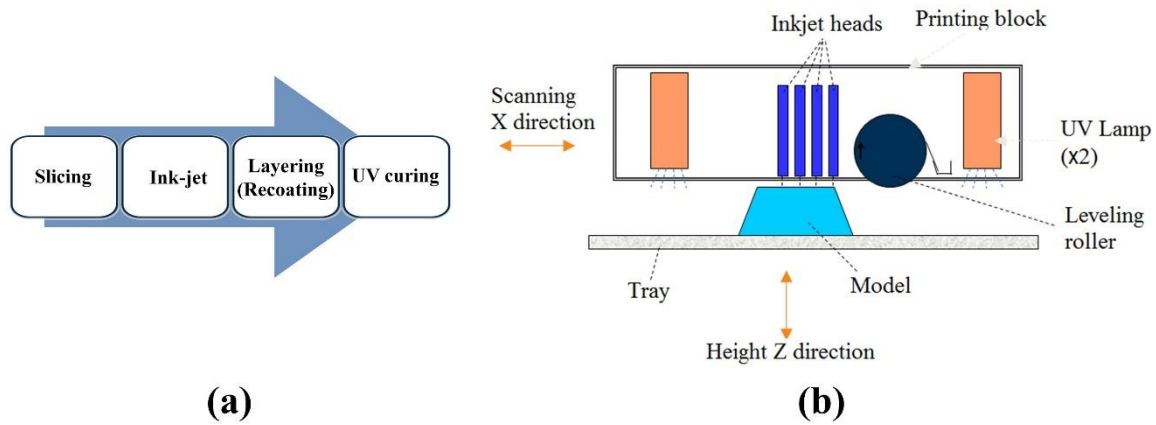 Slicing
Ink-jet
Layering
(Recoating)
UV curing
(a)
Inkjet heads
Printing block
Scanning
X direction
UV Lamp
(x2)
Leveling
roller
Tray
Model
Height Z direction
(b)